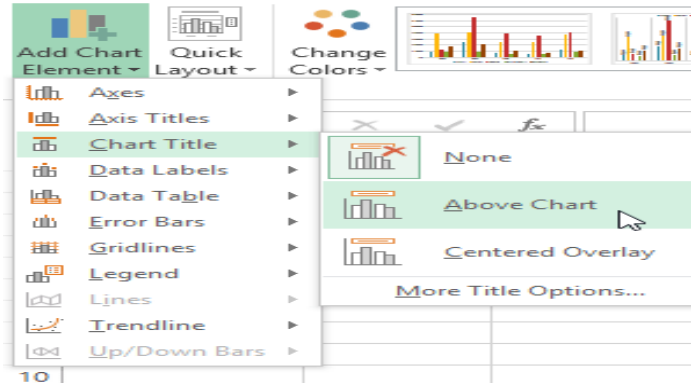 Add Chart Element
Quick Layout
Change Colors
Axes
Axis Titles
Chart Title
Data Labels
Data Table
Error Bars
Gridlines
Legend
Lines
Trendline
Up/Down Bars
fx
None
Above Chart
Centered Overlay
More Title Options...
10